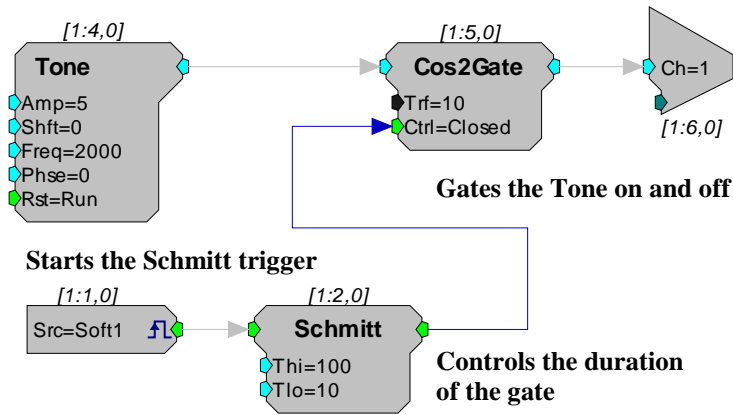 [1:4,0]
Tone
Amp=5
Shft=0
Freq=2000
Phse=0
Rst=Run
[1:5,0]
Cos2Gate
Trf=10
Ctrl=Closed
Ch=1
[1:6,0]
Gates the Tone on and off
Starts the Schmitt trigger
[1:1,0]
Src=Soft1
[1:2,0]
Schmitt
Thi=100
Tlo=10
Controls the duration
of the gate